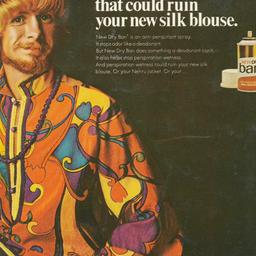 that could ruin
your new silk blouse.
New Dry Ban® is an anti-perspirant spray.
It stops odor like a deodorant.
But New Dry Ban does something a deodorant can't...
It also helps stop perspiration wetness.
And perspiration wetness could ruin your new silk
blouse. Or your Nehru jacket. Or your
ban